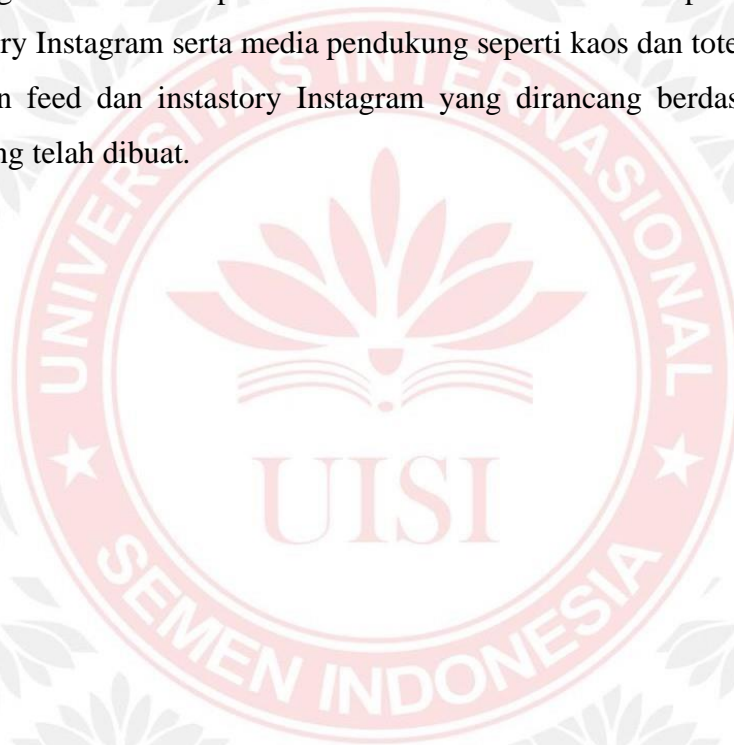 ry Instagram serta media pendukung seperti kaos dan tote
n feed dan instastory Instagram yang dirancang berdas
ng telah dibuat.
UNIVERSITAS INTERNASIONAL
UISI
SEMEN INDONESIA